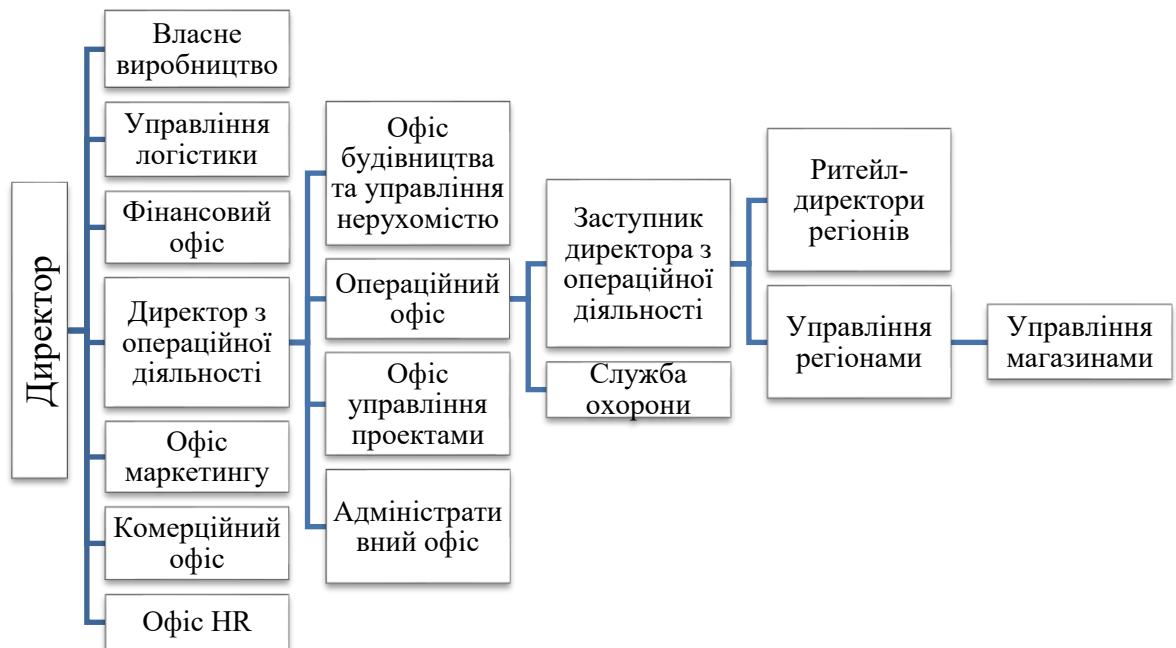 Директор
Власне
виробництво
Управління
логістики
Фінансовий
офіс
Директор з
операційної
діяльності
Офіс
маркетингу
Комерційний
офіс
Офіс HR
Офіс
будівництва
та управління
нерухомістю
Операційний
офіс
Офіс
управління
проектами
Адміністрати
вний офіс
Заступник
директора з
операційної
діяльності
Служба
охорони
Ритейл-
директори
регіонів
Управління
регіонами
Управління
магазинами